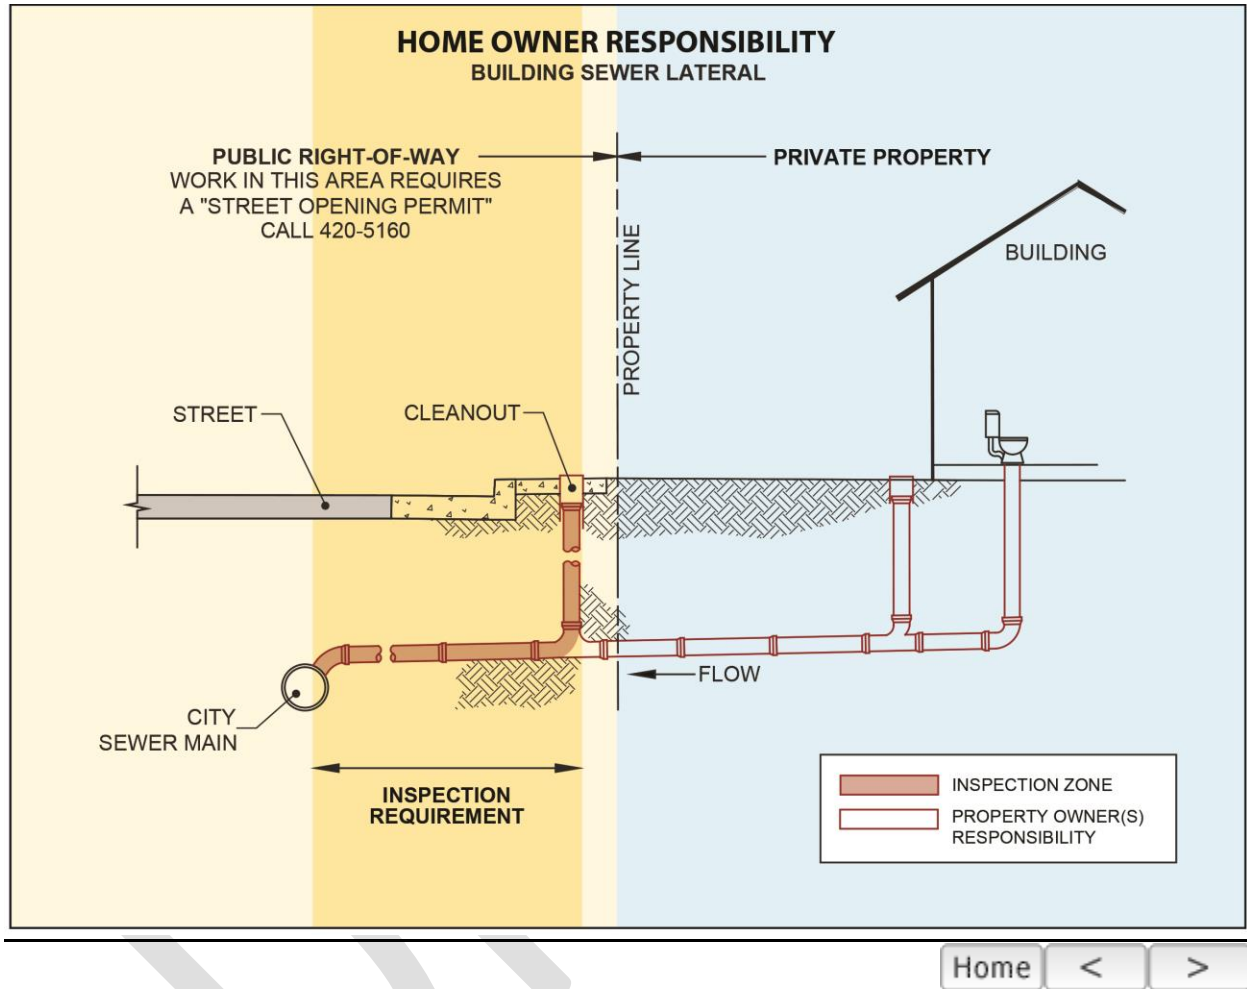 HOME OWNER RESPONSIBILITY
BUILDING SEWER LATERAL
PUBLIC RIGHT-OF-WAY
WORK IN THIS AREA REQUIRES
A "STREET OPENING PERMIT"
CALL 420-5160
PRIVATE PROPERTY
PROPERTY LINE
BUILDING
STREET
CLEANOUT
FLOW
CITY
SEWER MAIN
INSPECTION
REQUIREMENT
INSPECTION ZONE
PROPERTY OWNER(S)
RESPONSIBILITY
Home < >